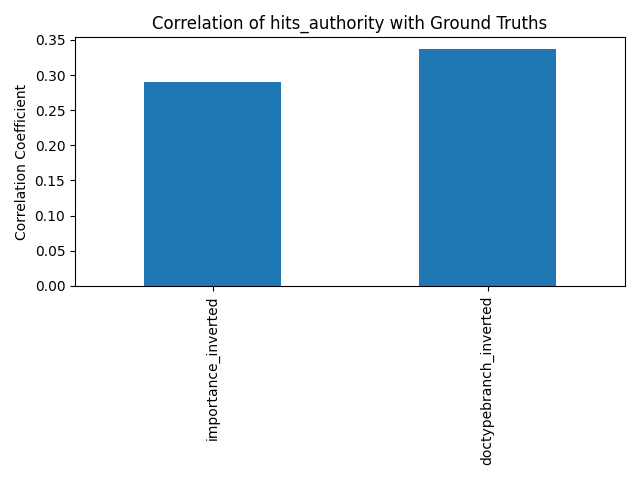 Correlation of hits_authority with Ground Truths
Correlation Coefficient
0.35
0.30
0.25
0.20
0.15
0.10
0.05
0.00
importance_inverted
doctypebranch_inverted